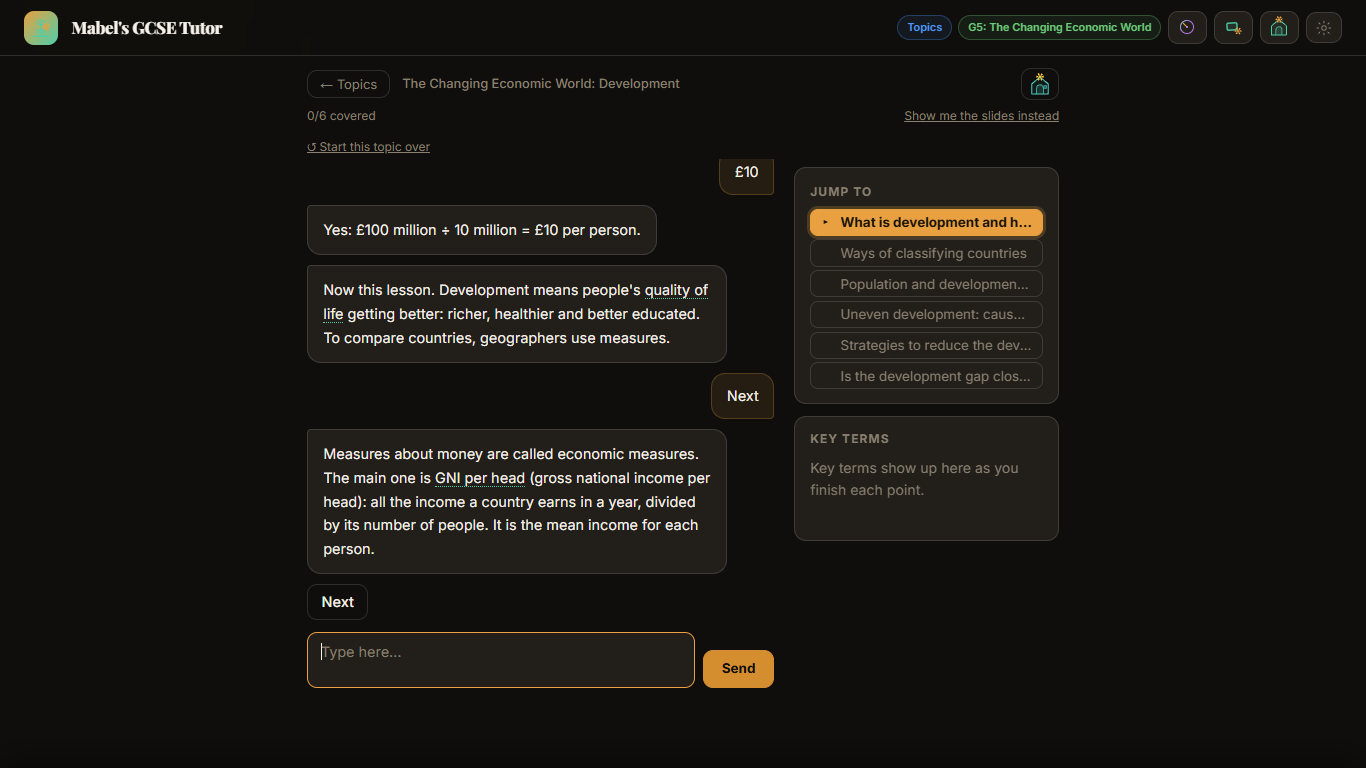 Mabel's GCSE Tutor
Topics
G5: The Changing Economic World
← Topics
The Changing Economic World: Development
0/6 covered
Show me the slides instead
↺ Start this topic over
£10
Yes: £100 million ÷ 10 million = £10 per person.
Now this lesson. Development means people's quality of
life getting better: richer, healthier and better educated.
To compare countries, geographers use measures.
Next
Measures about money are called economic measures.
The main one is GNI per head (gross national income per
head): all the income a country earns in a year, divided
by its number of people. It is the mean income for each
person.
Next
Type here...
Send
JUMP TO
What is development and h...
Ways of classifying countries
Population and developmen...
Uneven development: caus...
Strategies to reduce the dev...
Is the development gap clos...
KEY TERMS
Key terms show up here as you
finish each point.